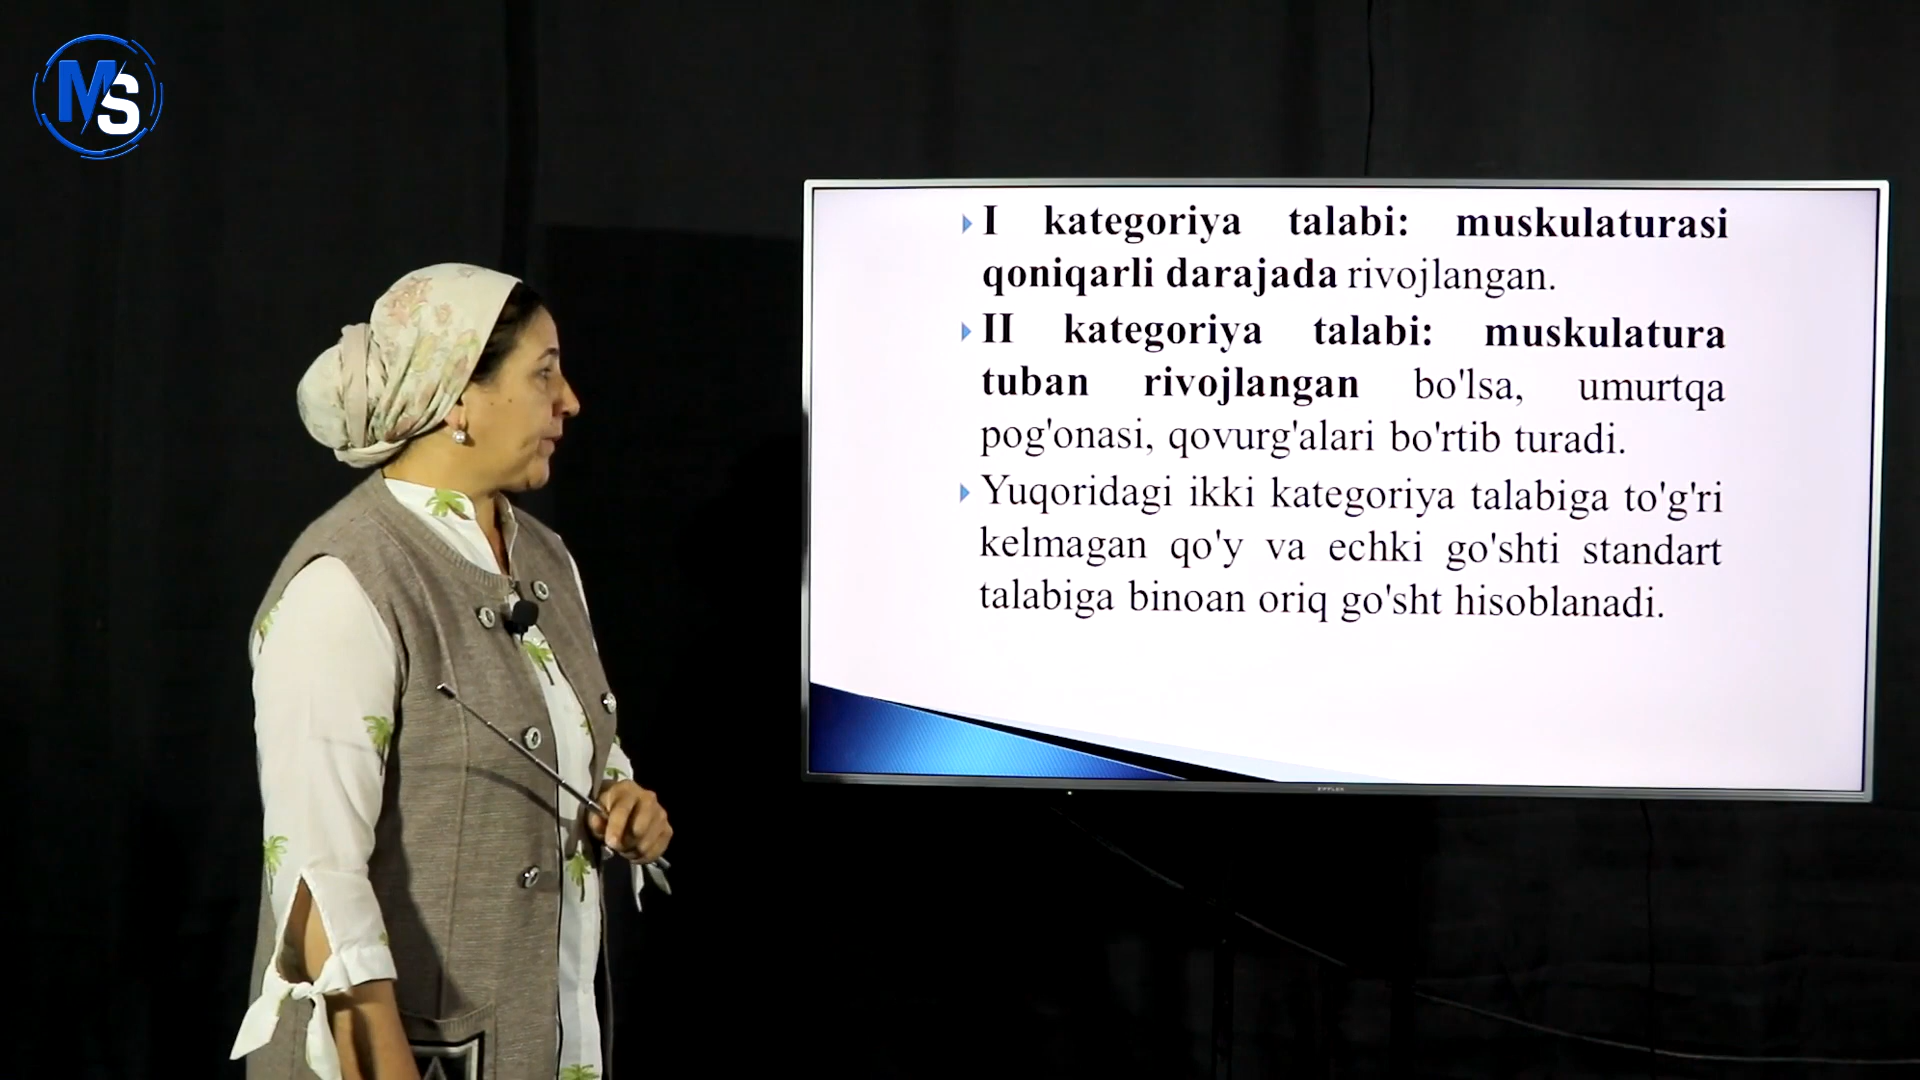 MS
I kategoriya talabi: muskulaturasi
qoniqarli darajada rivojlangan.
II kategoriya talabi: muskulatura
tuban rivojlangan bo'lsa, umurtqa
pog'onasi, qovurg'alari bo'rtib turadi.
Yuqoridagi ikki kategoriya talabiga to'g'ri
kelmagan qo'y va echki go'shti standart
talabiga binoan oriq go'sht hisoblanadi.